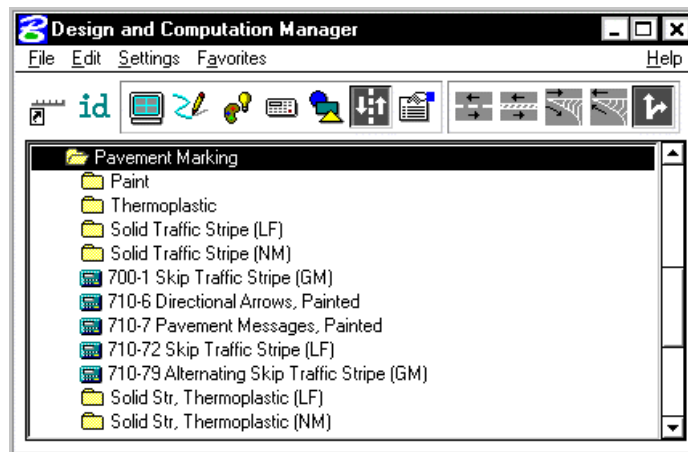 Design and Computation Manager
File Edit Settings Favorites Help
id
Pavement Marking
Paint
Thermoplastic
Solid Traffic Stripe (LF)
Solid Traffic Stripe (NM)
700-1 Skip Traffic Stripe (GM)
710-6 Directional Arrows, Painted
710-7 Pavement Messages, Painted
710-72 Skip Traffic Stripe (LF)
710-79 Alternating Skip Traffic Stripe (GM)
Solid Str, Thermoplastic (LF)
Solid Str, Thermoplastic (NM)